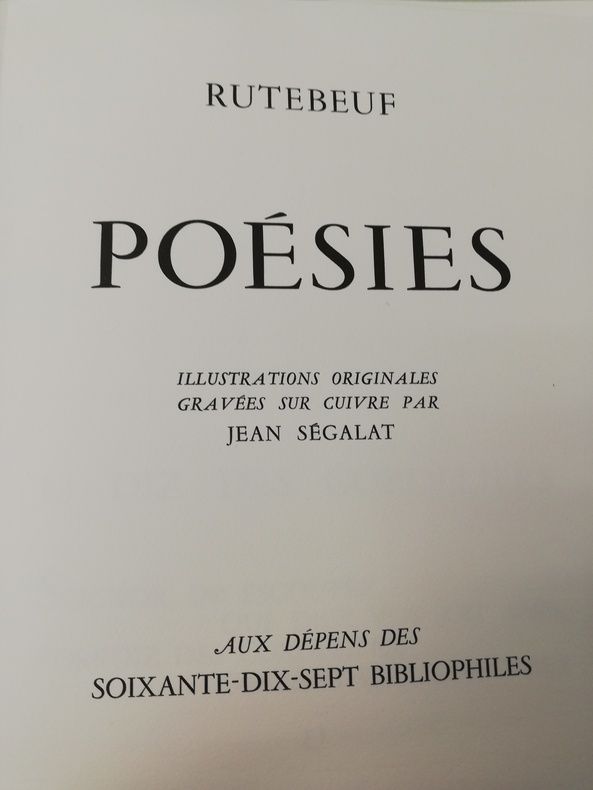 RUTEBEUF
POÉSIES
ILLUSTRATIONS ORIGINALES
GRAVÉES SUR CUIVRE PAR
JEAN SÉGALAT
AUX DÉPENS DES
SOIXANTE-DIX-SEPT BIBLIOPHILES